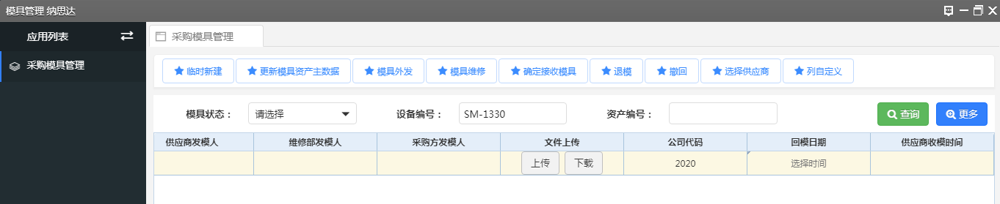 模具管理 纳思达
应用列表
采购模具管理
采购模具管理
临时新建 更新模具资产主数据 模具外发 模具维修 确定接收模具 退模 撤回 选择供应商 列自定义
模具状态： 请选择 设备编号： SM-1330 资产编号： 查询 更多
供应商发模人 维修部发模人 采购方发模人 文件上传 公司代码 回模日期 供应商收模时间
上传 下载 2020 选择时间